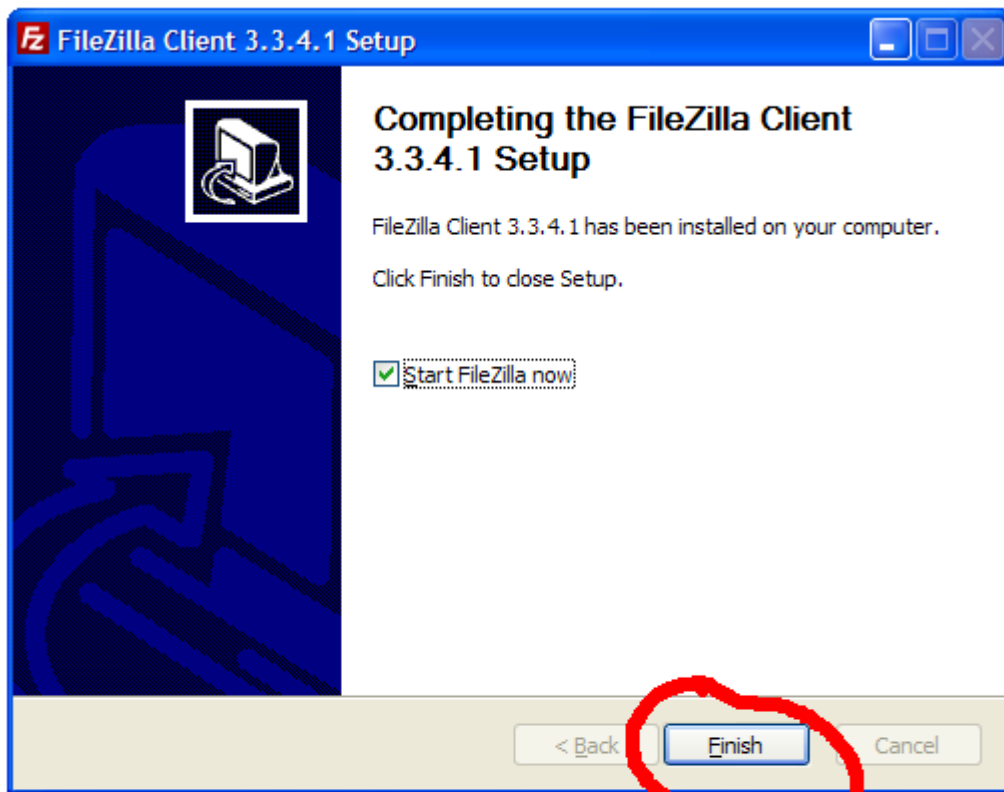 FileZilla Client 3.3.4.1 Setup
Completing the FileZilla Client
3.3.4.1 Setup
FileZilla Client 3.3.4.1 has been installed on your computer.
Click Finish to close Setup.
Start FileZilla now
< Back Finish Cancel